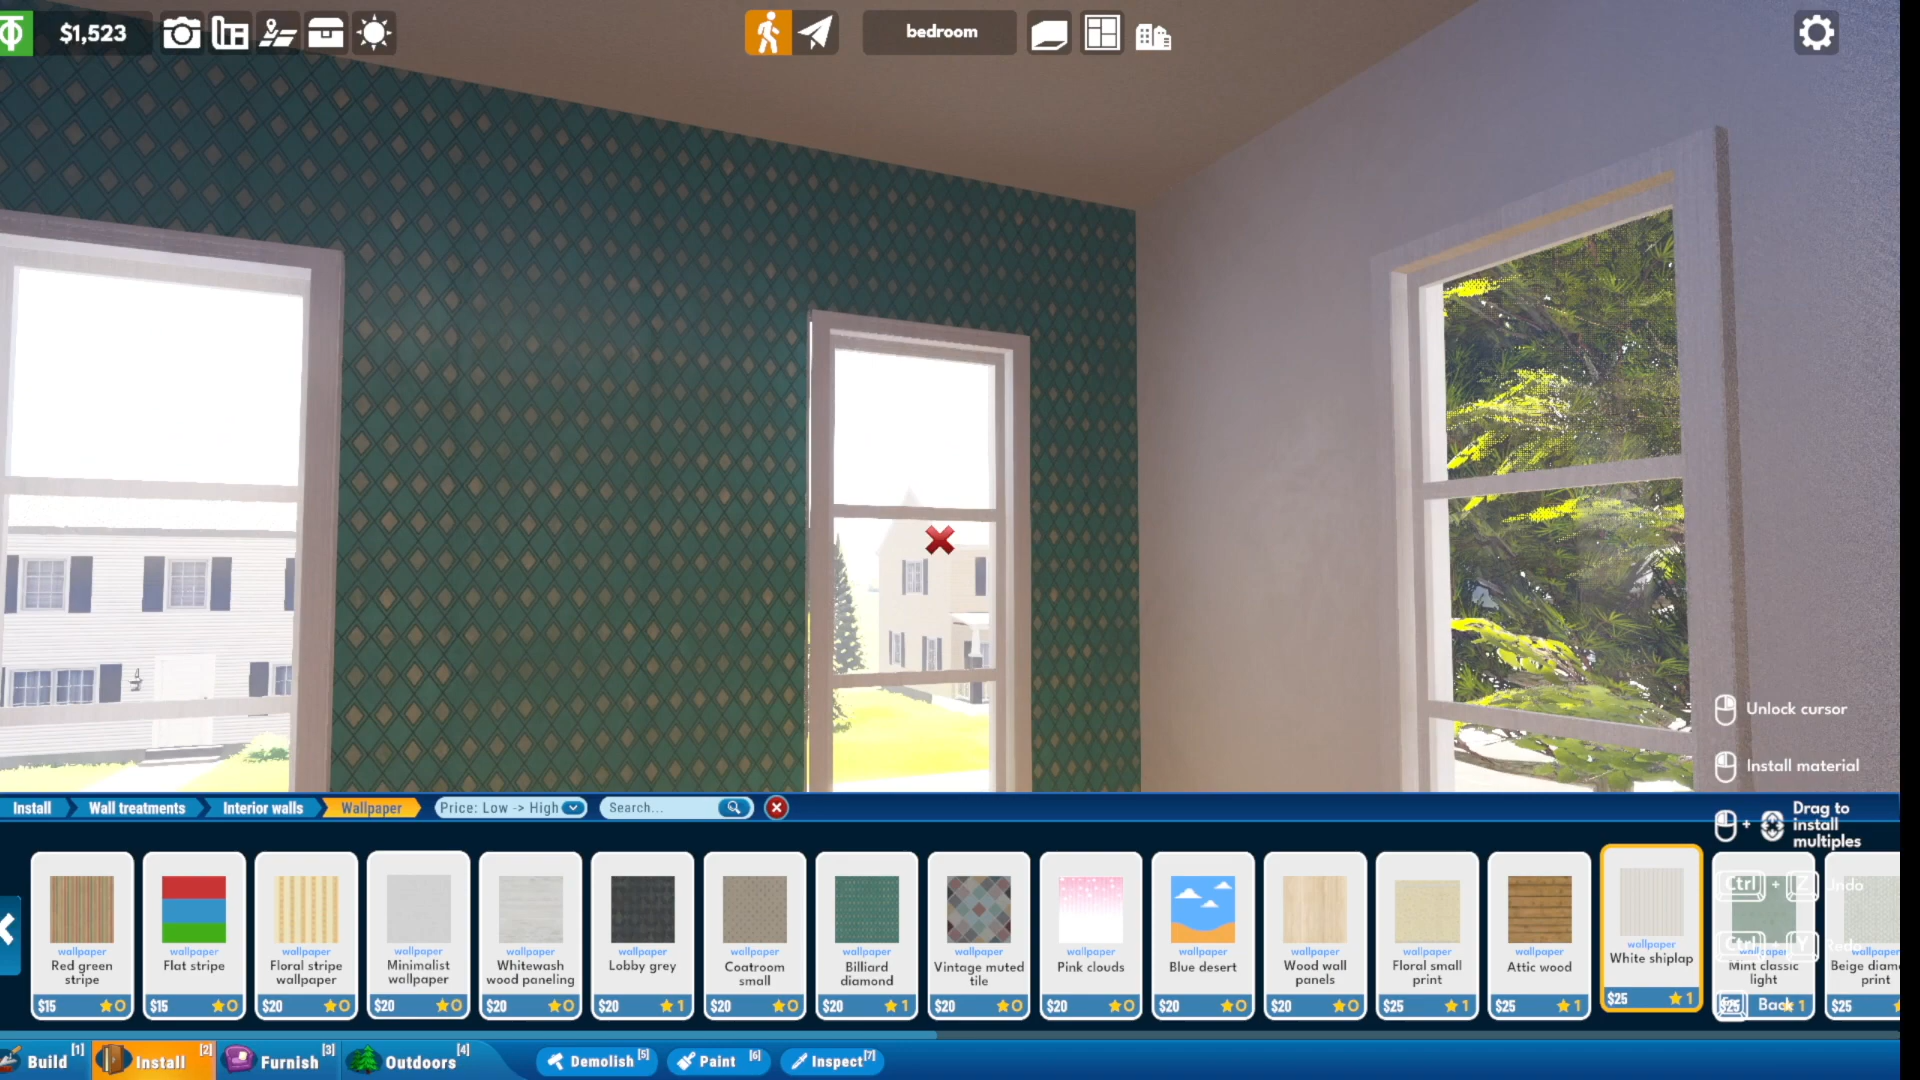 $1,523
bedroom
Unlock cursor
Install material
Drag to
install
multiples
Install
Wall treatments
Interior walls
Wallpaper
Price: Low -> High
Search...
wallpaper
Red green
stripe
$15 0
wallpaper
Flat stripe
$15 0
wallpaper
Floral stripe
wallpaper
$20 0
wallpaper
Minimalist
wallpaper
$20 0
wallpaper
Whitewash
wood paneling
$20 0
wallpaper
Lobby grey
$20 1
wallpaper
Coatroom
small
$20 0
wallpaper
Billiard
diamond
$20 1
wallpaper
Vintage muted
tile
$20 0
wallpaper
Pink clouds
$20 0
wallpaper
Blue desert
$20 0
wallpaper
Wood wall
panels
$20 0
wallpaper
Floral small
print
$25 1
wallpaper
Attic wood
$25 1
wallpaper
White shiplap
$25 1
Ctrl + Z Undo
Ctrl + Y Redo
wallpaper
Mint classic
light
$25 1
Esc Back
wallpaper
Beige diam
print
$25
Build [1]
Install [2]
Furnish [3]
Outdoors [4]
Demolish [5]
Paint [6]
Inspect [7]